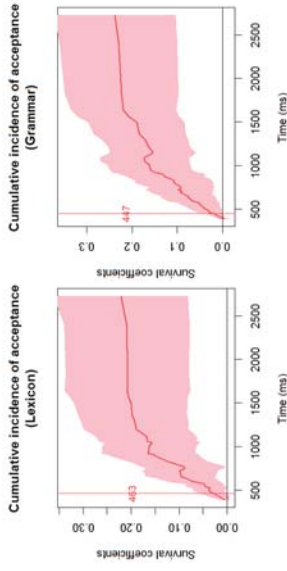 Cumulative incidence of acceptance
(Lexicon)
Survival coefficients
0.30
0.20
0.10
0.00
463
500
1000
1500
2000
2500
Time (ms)
Cumulative incidence of acceptance
(Grammar)
Survival coefficients
0.3
0.2
0.1
0.0
447
500
1000
1500
2000
2500
Time (ms)